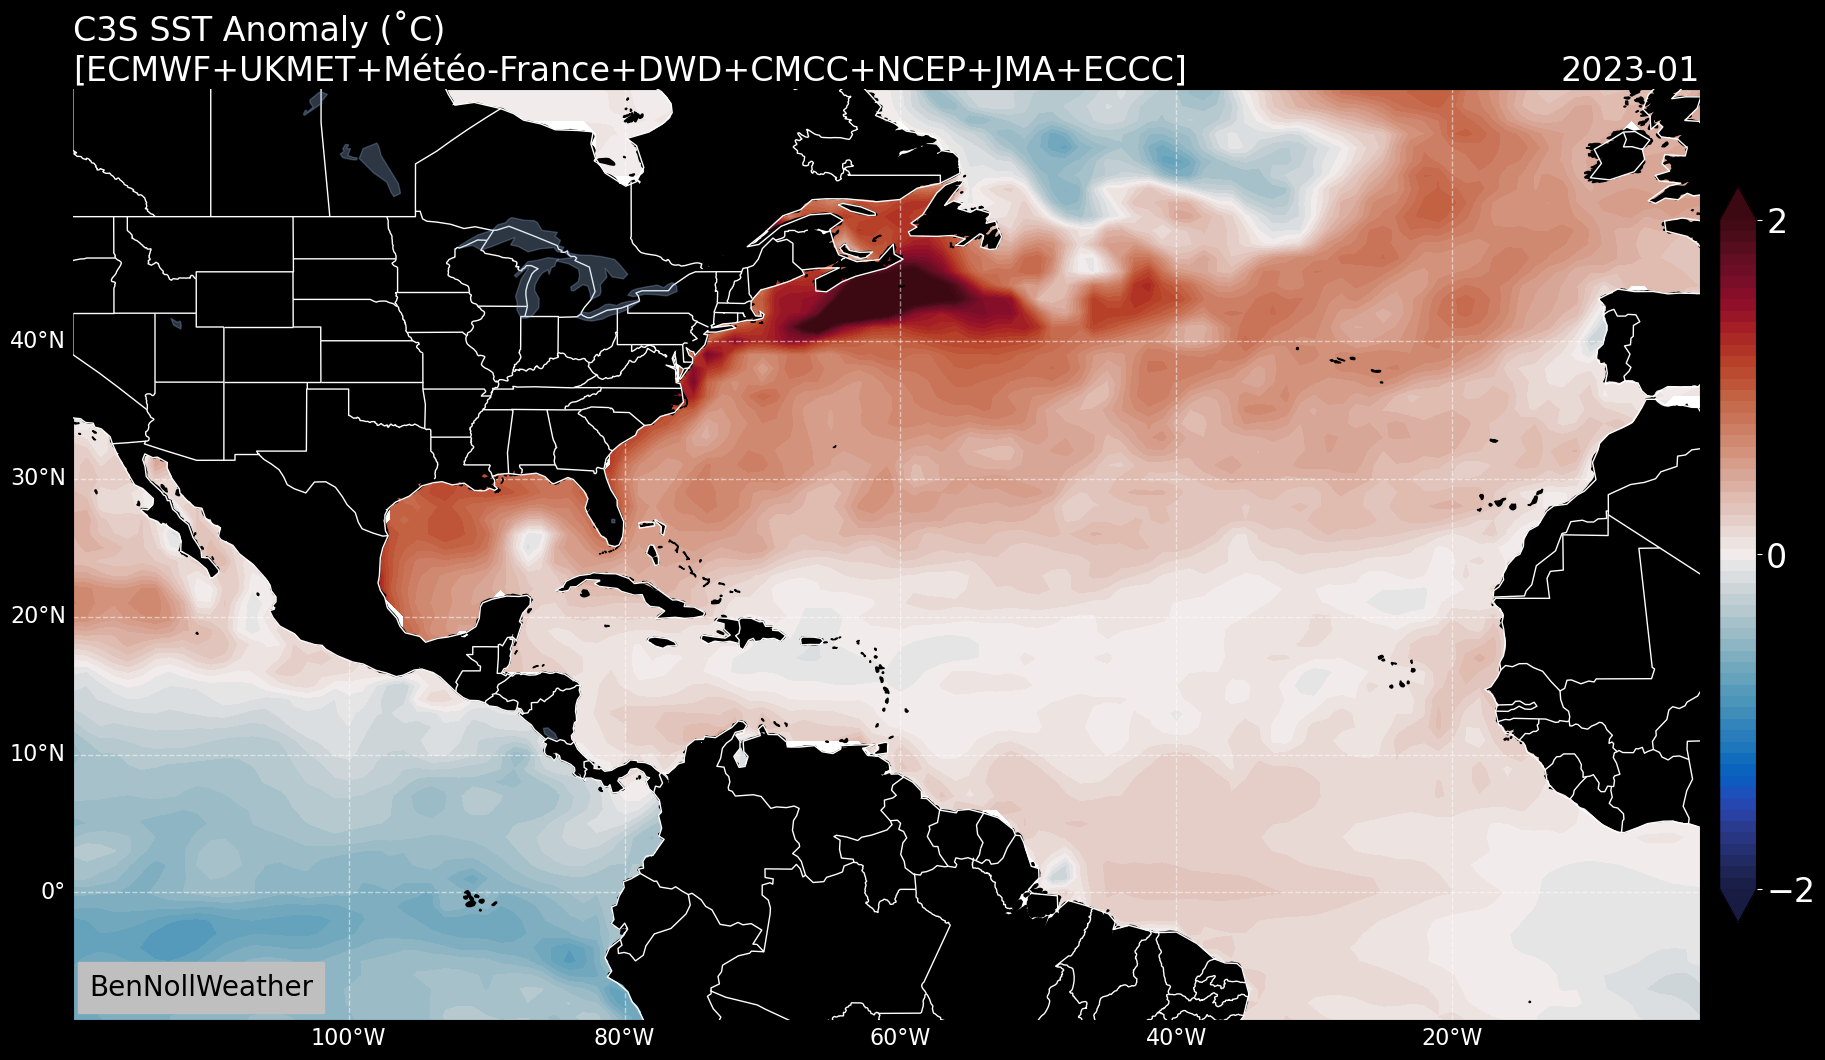 C3S SST Anomaly (˚C)
[ECMWF+UKMET+Météo-France+DWD+CMCC+NCEP+JMA+ECCC]
2023-01
40°N
30°N
20°N
10°N
0°
100°W
80°W
60°W
40°W
20°W
2
0
−2
BenNollWeather